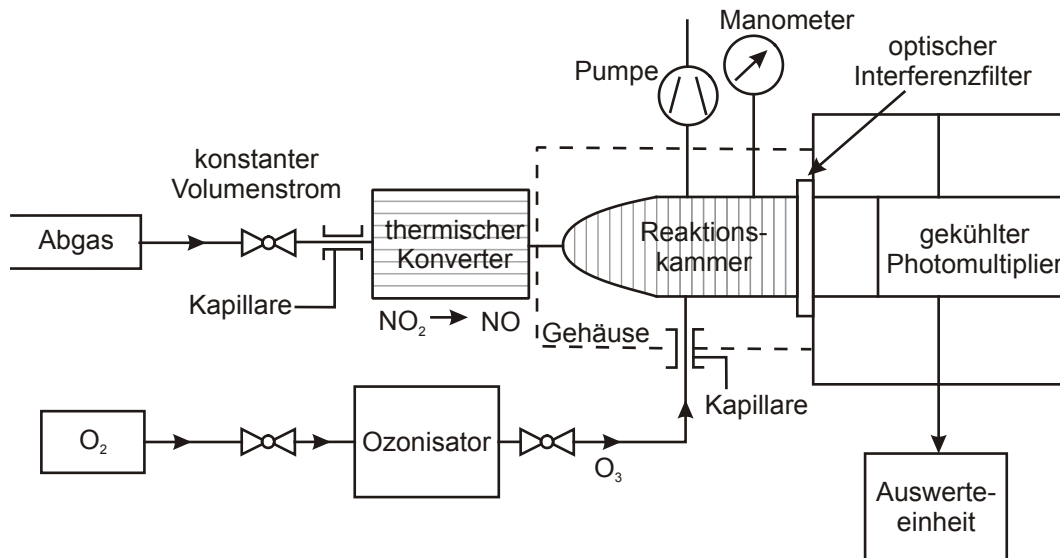 Manometer
optischer
Interferenzfilter
Pumpe
konstanter
Volumenstrom
Abgas
thermischer
Konverter
Reaktions-
kammer
gekühlter
Photomultiplier
Kapillare
NO₂ → NO
Gehäuse
Kapillare
O₂
Ozonisator
O₃
Auswerte-
einheit